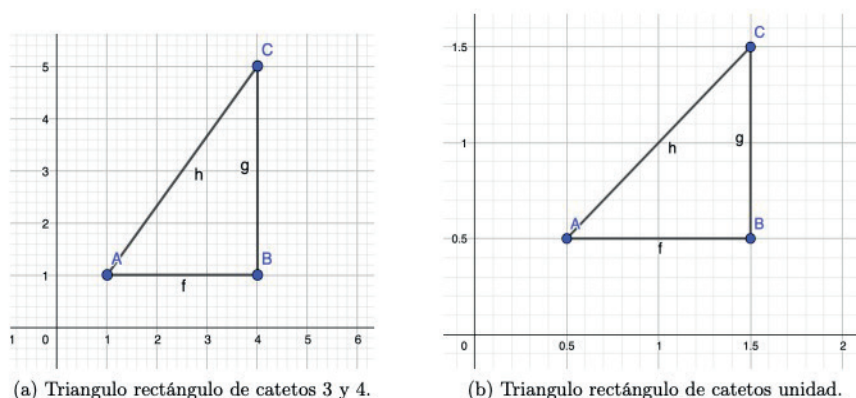 C
5
4
g
3
h
2
A
B
1
f
1 0 1 2 3 4 5 6
(a) Triangulo rectángulo de catetos 3 y 4.
C
1.5
g
1
h
A
B
0.5
f
0 0.5 1 1.5 2
(b) Triangulo rectángulo de catetos unidad.